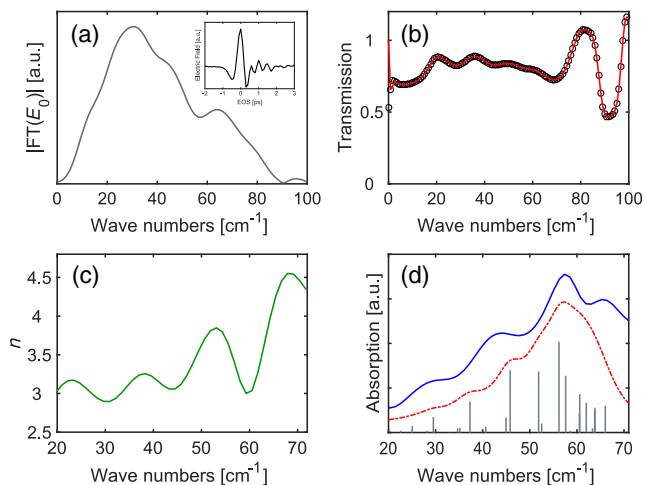 (a)
|FT(E₀)| [a.u.]
Electric Field [a.u.]
-2 -1 0 1 2 3
EOS [ps]
0 20 40 60 80 100
Wave numbers [cm⁻¹]
(b)
Transmission
1
0.5
0
0 20 40 60 80 100
Wave numbers [cm⁻¹]
(c)
n
4.5
4
3.5
3
2.5
20 30 40 50 60 70
Wave numbers [cm⁻¹]
(d)
Absorption [a.u.]
20 30 40 50 60 70
Wave numbers [cm⁻¹]